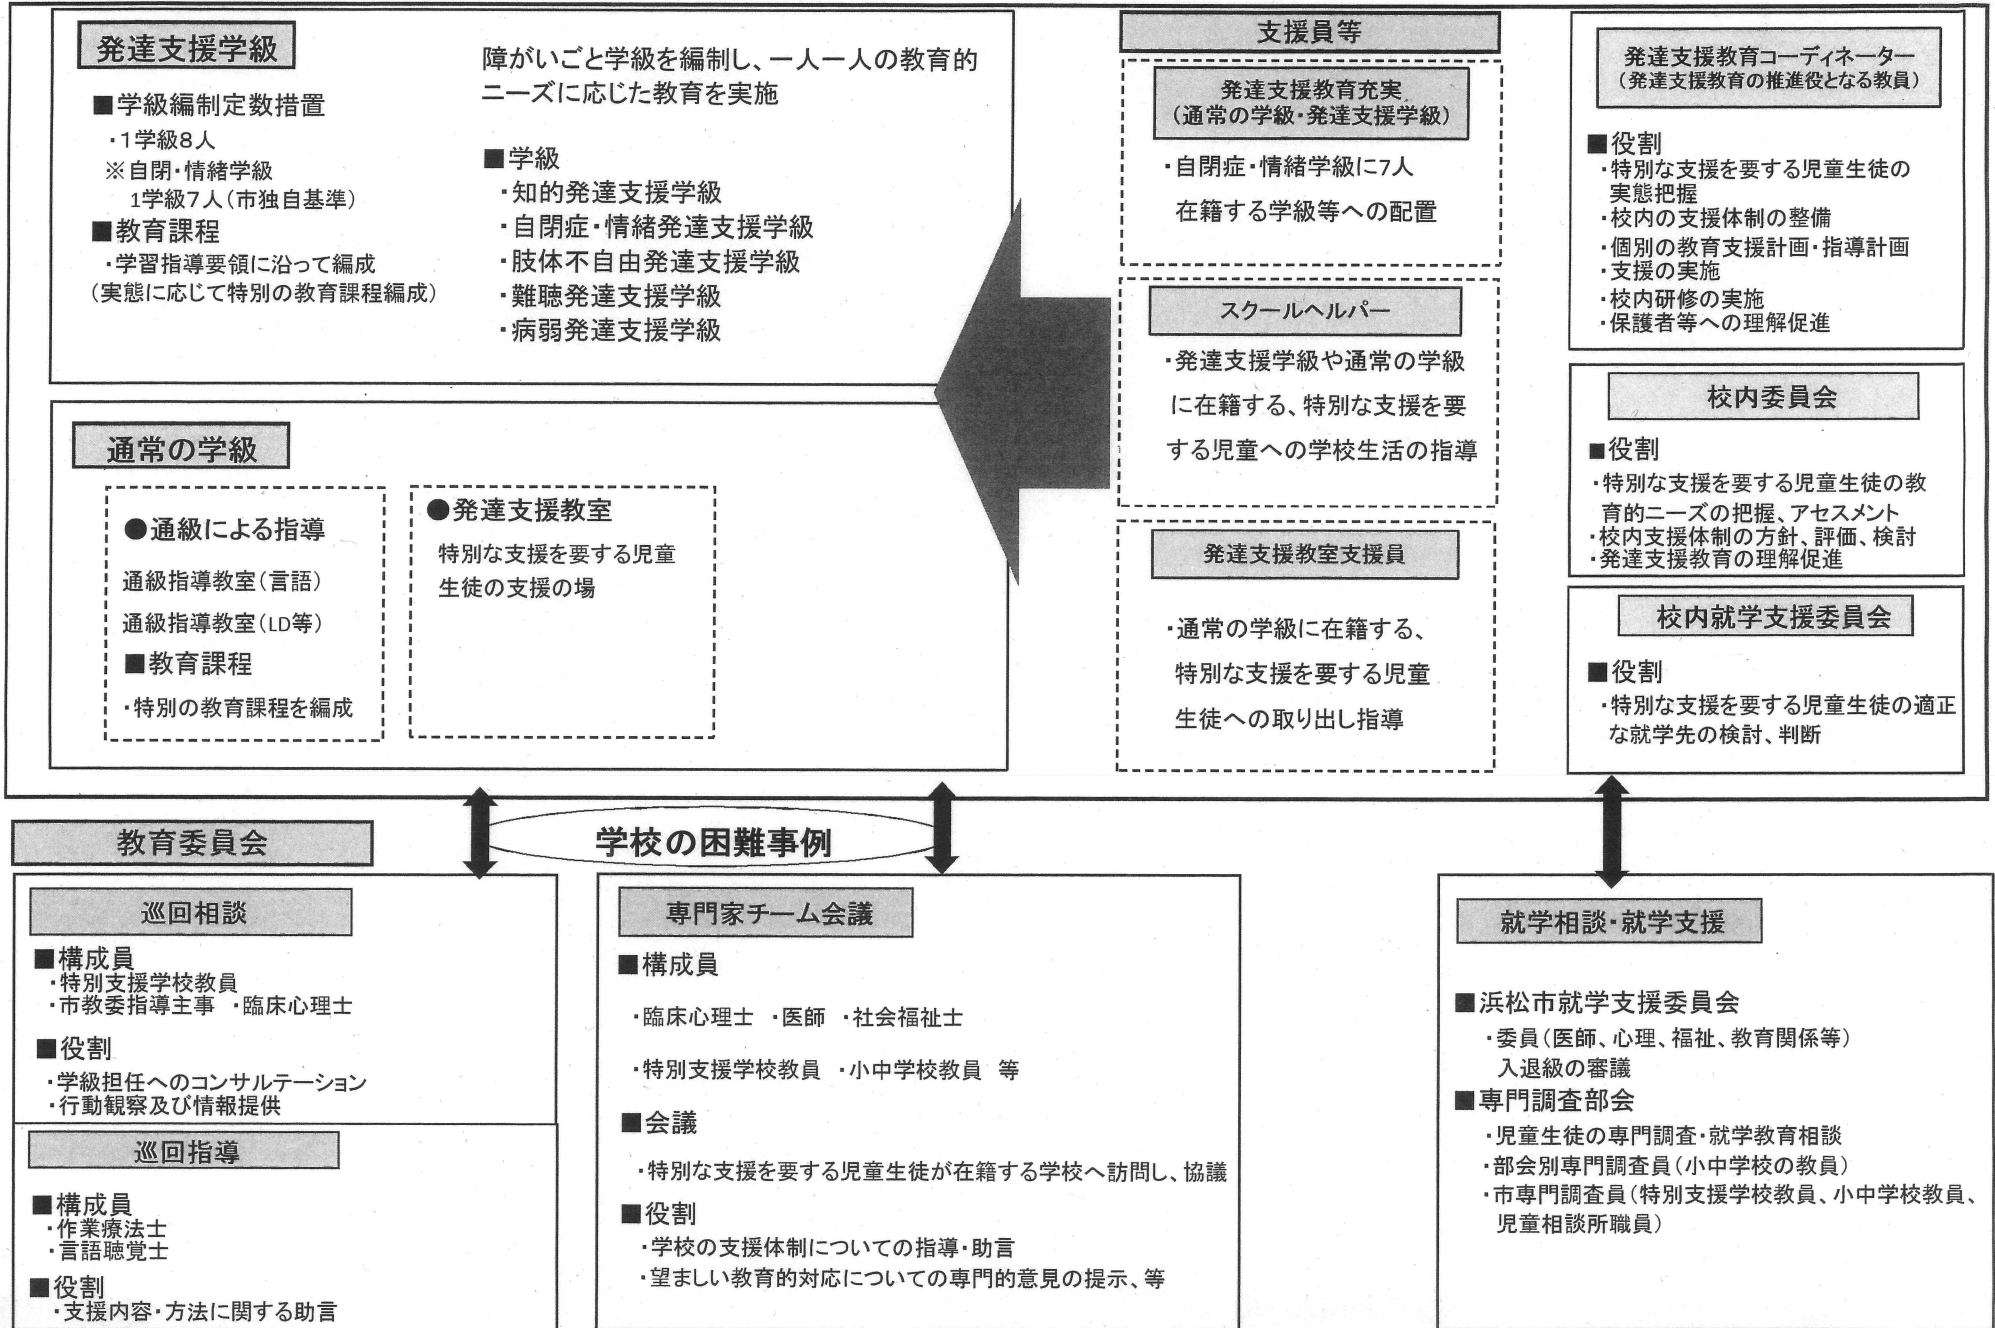 発達支援学級
■学級編制定数措置
・1学級8人
※自閉・情緒学級
1学級7人(市独自基準)
■教育課程
・学習指導要領に沿って編成
(実態に応じて特別の教育課程編成)
障がいごと学級を編制し、一人一人の教育的
ニーズに応じた教育を実施
■学級
・知的発達支援学級
・自閉症・情緒発達支援学級
・肢体不自由発達支援学級
・難聴発達支援学級
・病弱発達支援学級
通常の学級
●通級による指導
通級指導教室(言語)
通級指導教室(LD等)
■教育課程
・特別の教育課程を編成
●発達支援教室
特別な支援を要する児童
生徒の支援の場
支援員等
発達支援教育充実
(通常の学級・発達支援学級)
・自閉症・情緒学級に7人
在籍する学級等への配置
スクールヘルパー
・発達支援学級や通常の学級
に在籍する、特別な支援を要
する児童への学校生活の指導
発達支援教室支援員
・通常の学級に在籍する、
特別な支援を要する児童
生徒への取り出し指導
発達支援教育コーディネーター
(発達支援教育の推進役となる教員)
■役割
・特別な支援を要する児童生徒の
実態把握
・校内の支援体制の整備
・個別の教育支援計画・指導計画
・支援の実施
・校内研修の実施
・保護者等への理解促進
校内委員会
■役割
・特別な支援を要する児童生徒の教
育的ニーズの把握、アセスメント
・校内支援体制の方針、評価、検討
・発達支援教育の理解促進
校内就学支援委員会
■役割
・特別な支援を要する児童生徒の適正
な就学先の検討、判断
学校の困難事例
教育委員会
巡回相談
■構成員
・特別支援学校教員
・市教委指導主事 ・臨床心理士
■役割
・学級担任へのコンサルテーション
・行動観察及び情報提供
巡回指導
■構成員
・作業療法士
・言語聴覚士
■役割
・支援内容・方法に関する助言
専門家チーム会議
■構成員
・臨床心理士 ・医師 ・社会福祉士
・特別支援学校教員 ・小中学校教員 等
■会議
・特別な支援を要する児童生徒が在籍する学校へ訪問し、協議
■役割
・学校の支援体制についての指導・助言
・望ましい教育的対応についての専門的意見の提示、等
就学相談・就学支援
■浜松市就学支援委員会
・委員(医師、心理、福祉、教育関係等)
入退級の審議
■専門調査部会
・児童生徒の専門調査・就学教育相談
・部会別専門調査員(小中学校の教員)
・市専門調査員(特別支援学校教員、小中学校教員、
児童相談所職員)